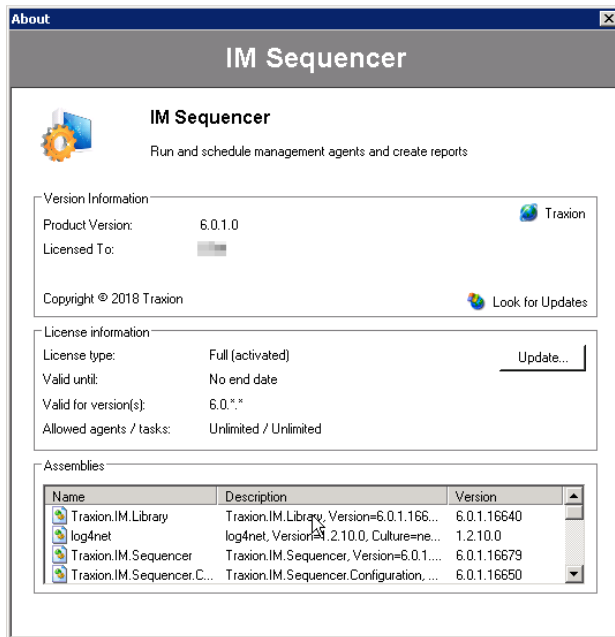 About
IM Sequencer
IM Sequencer
Run and schedule management agents and create reports
Version Information
Product Version: 6.0.1.0
Traxion
Licensed To:
Copyright © 2018 Traxion
Look for Updates
License information
License type: Full (activated)
Update...
Valid until: No end date
Valid for version(s): 6.0.*.*
Allowed agents / tasks: Unlimited / Unlimited
Assemblies
Name Description Version
Traxion.IM.Library Traxion.IM.Library, Version=6.0.1.166... 6.0.1.16640
log4net log4net, Version=1.2.10.0, Culture=ne... 1.2.10.0
Traxion.IM.Sequencer Traxion.IM.Sequencer, Version=6.0.1.... 6.0.1.16679
Traxion.IM.Sequencer.C... Traxion.IM.Sequencer.Configuration, ... 6.0.1.16650